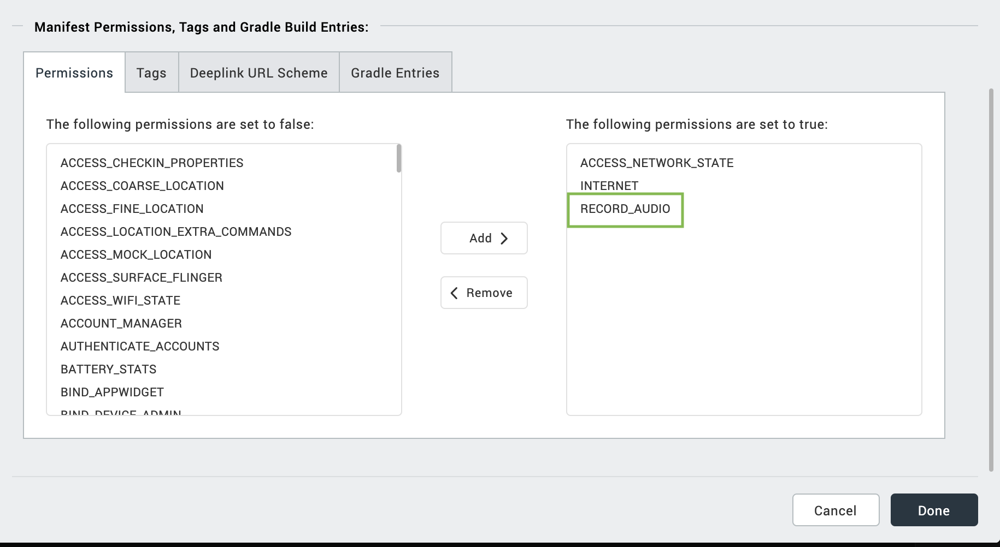 Manifest Permissions, Tags and Gradle Build Entries:
Permissions
Tags
Deeplink URL Scheme
Gradle Entries
The following permissions are set to false:
ACCESS_CHECKIN_PROPERTIES
ACCESS_COARSE_LOCATION
ACCESS_FINE_LOCATION
ACCESS_LOCATION_EXTRA_COMMANDS
ACCESS_MOCK_LOCATION
ACCESS_SURFACE_FLINGER
ACCESS_WIFI_STATE
ACCOUNT_MANAGER
AUTHENTICATE_ACCOUNTS
BATTERY_STATS
BIND_APPWIDGET
BIND_DEVICE_ADMIN
Add
Remove
The following permissions are set to true:
ACCESS_NETWORK_STATE
INTERNET
RECORD_AUDIO
Cancel
Done